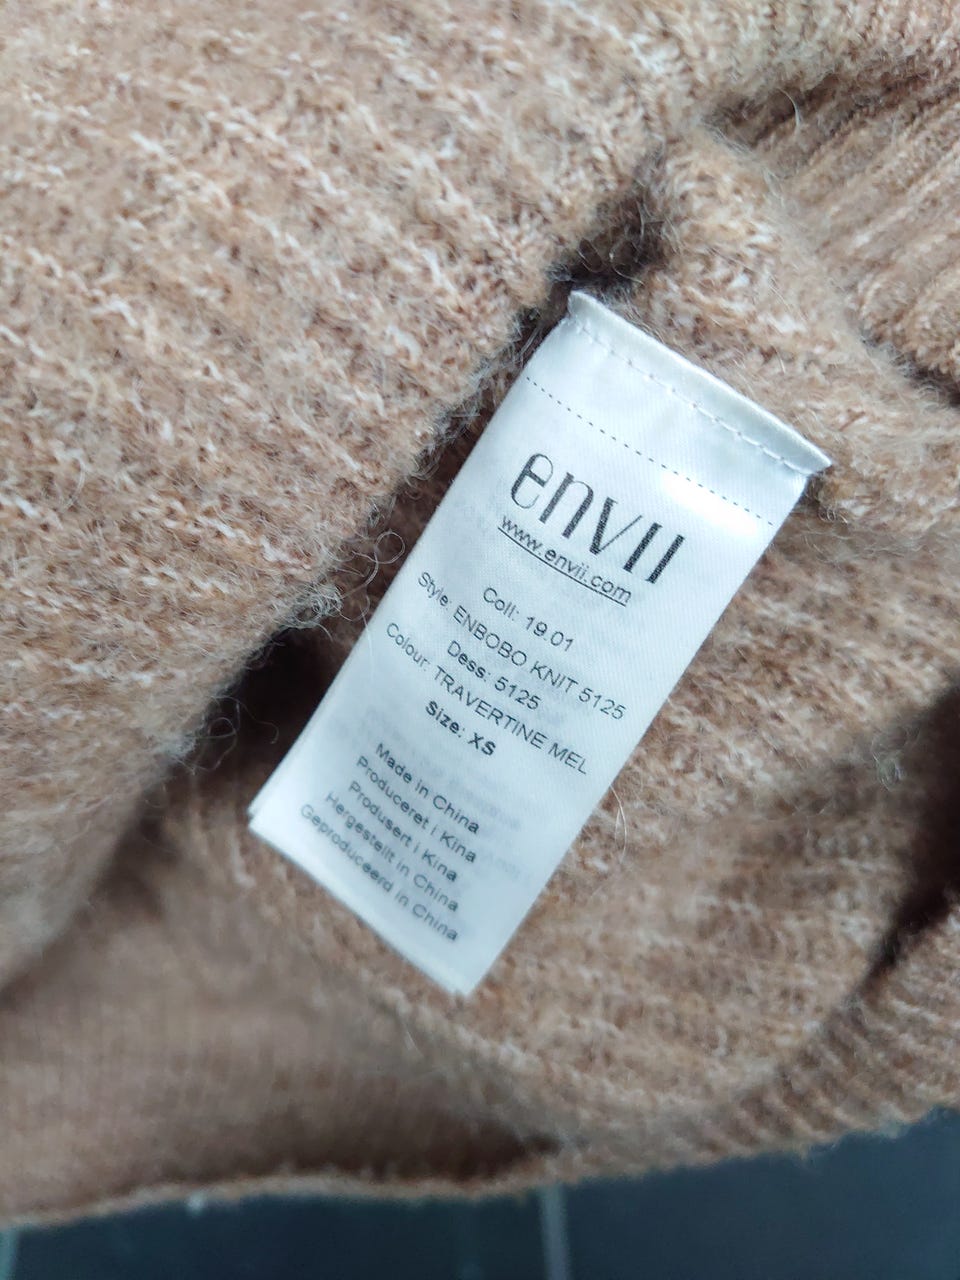 envii
www.envii.com
Coll: 19.01
Style: ENBOBO KNIT 5125
Dess: 5125
Colour: TRAVERTINE MEL
Size: XS
Made in China
Produceret i Kina
Produsert i Kina
Hergestellt in China
Geproduceerd in China